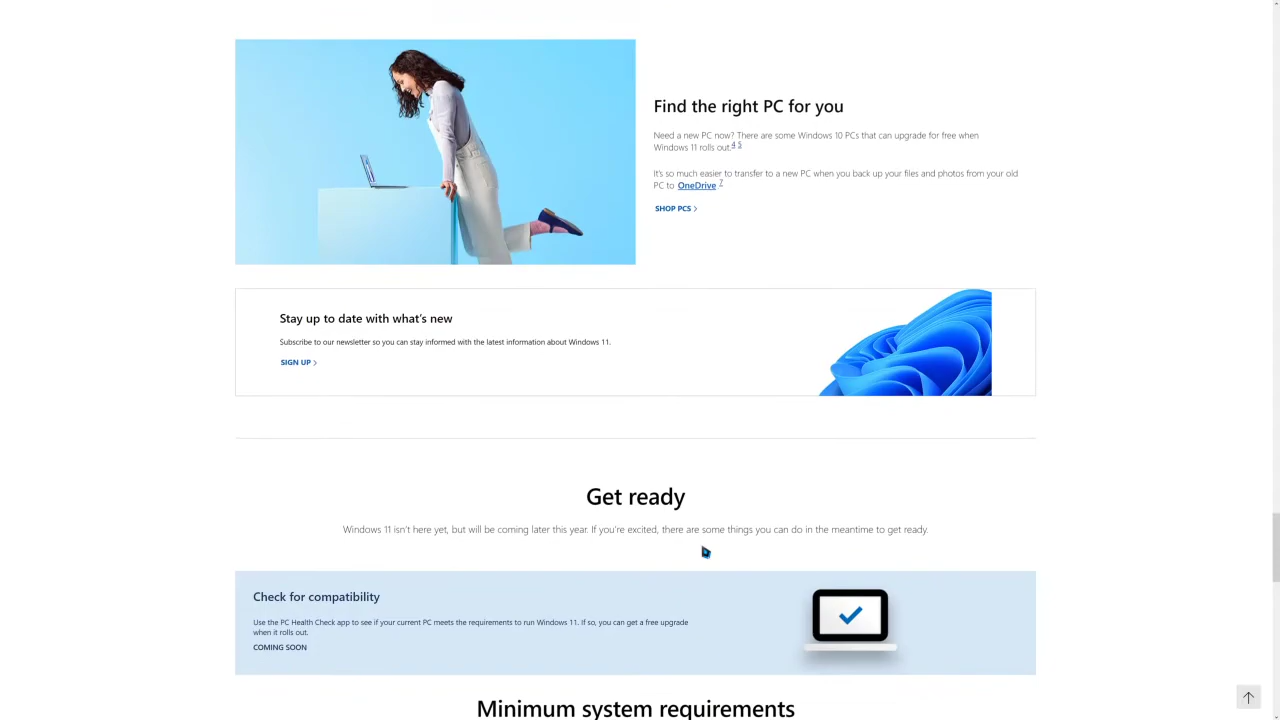 Find the right PC for you
Need a new PC now? There are some Windows 10 PCs that can upgrade for free when
Windows 11 rolls out.4 5
It's so much easier to transfer to a new PC when you back up your files and photos from your old
PC to OneDrive.7
SHOP PCS >
Stay up to date with what's new
Subscribe to our newsletter so you can stay informed with the latest information about Windows 11.
SIGN UP >
Get ready
Windows 11 isn't here yet, but will be coming later this year. If you're excited, there are some things you can do in the meantime to get ready.
Check for compatibility
Use the PC Health Check app to see if your current PC meets the requirements to run Windows 11. If so, you can get a free upgrade
when it rolls out.
COMING SOON
Minimum system requirements